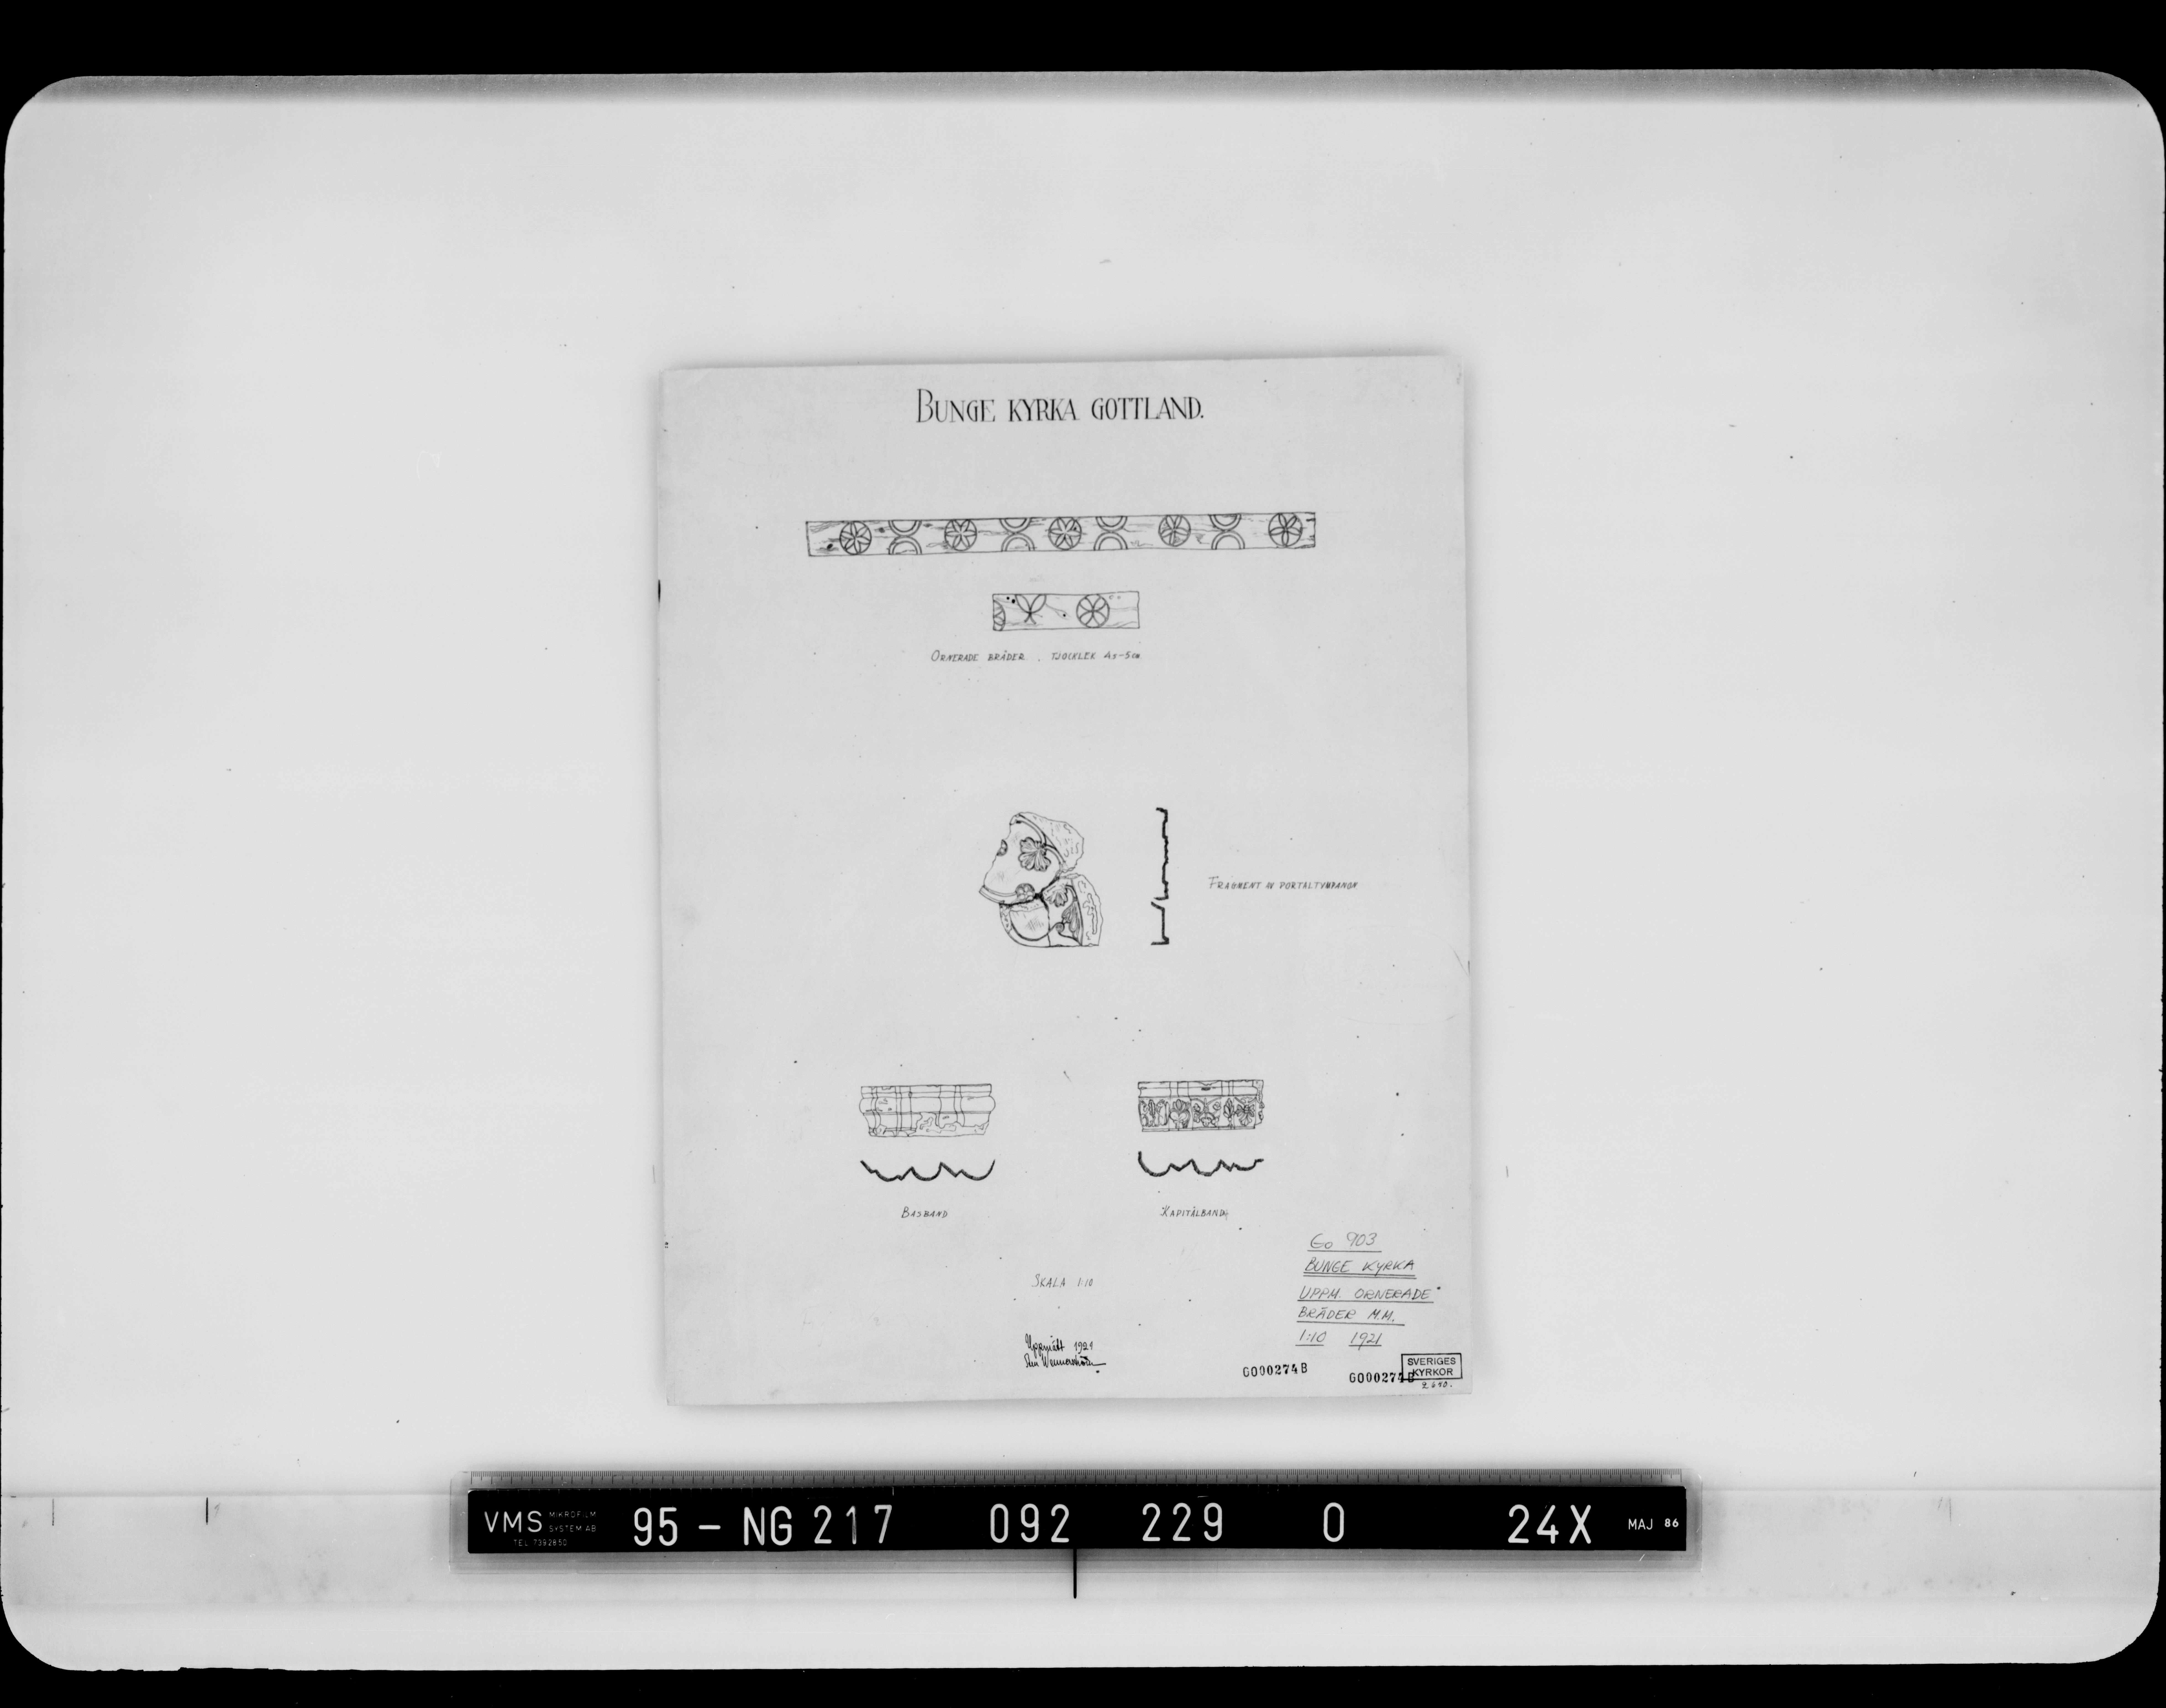 BUNGE KYRKA GOTTLAND.
ORNERADE BRÄDER, TJOCKLEK 4,5-5 cm
FRAGMENT AV PORTALTYMPANON
BASBAND
KAPITÄLBAND
SKALA 1:10
Uppmätt 1921
Go 903
BUNGE KYRKA
UPPM. ORNERADE
BRÄDER M.M.
1:10 1921
G000274B
G000274B
SVERIGES
KYRKOR
VMS MIKROFILM
SYSTEM AB
TEL 7392850
95 - NG 217 092 229 0 24X MAJ 86